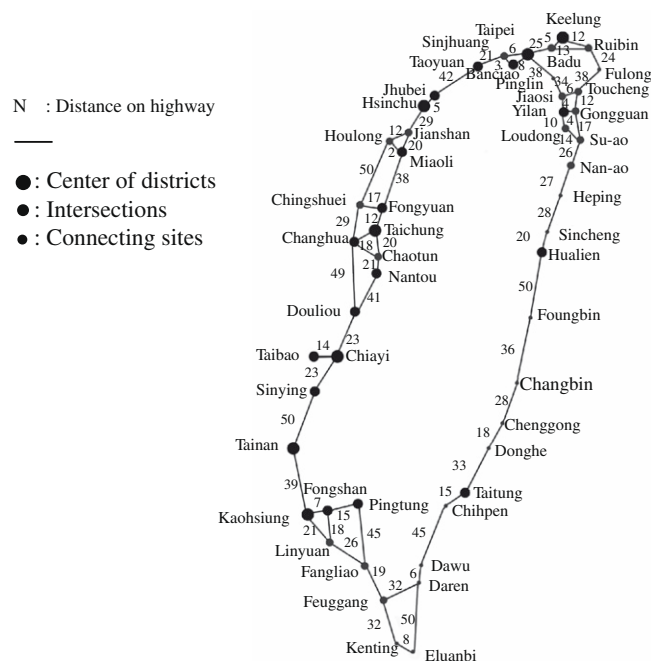 Keelung
Taipei
5 12
Sinjhuang 6 25 13 Ruibin
Taoyuan 21 3 8 Badu 24
Banciao 38 Fulong
42 Pinglin 34 6 38 Toucheng
Jhubei Jiaosi 12
N : Distance on highway
Hsinchu 5 Yilan 4 Gongguan
29 10 4 17
Houlong 12 Jianshan Loudong 14 Su-ao
2 20 26
Miaoli Nan-ao
● : Center of districts 50 38 27
Chingshuei 17 Heping
● : Intersections Fongyuan 28
29 12 Taichung Sincheng
● : Connecting sites Changhua 18 20 20
Chaotun Hualien
49 21 Nantou
41 50
Douliou Foungbin
23
14 36
Taibao Chiayi
23
Sinying Changbin
28
50 Chenggong
18
Tainan Donghe
33
39 Fongshan Taitung
7 Pingtung 15
15 Chihpen
Kaohsiung
21 18 45 45
Linyuan 26
Fangliao 19 Dawu
6
32 Daren
Feuggang
32 50
Kenting 8
Eluanbi